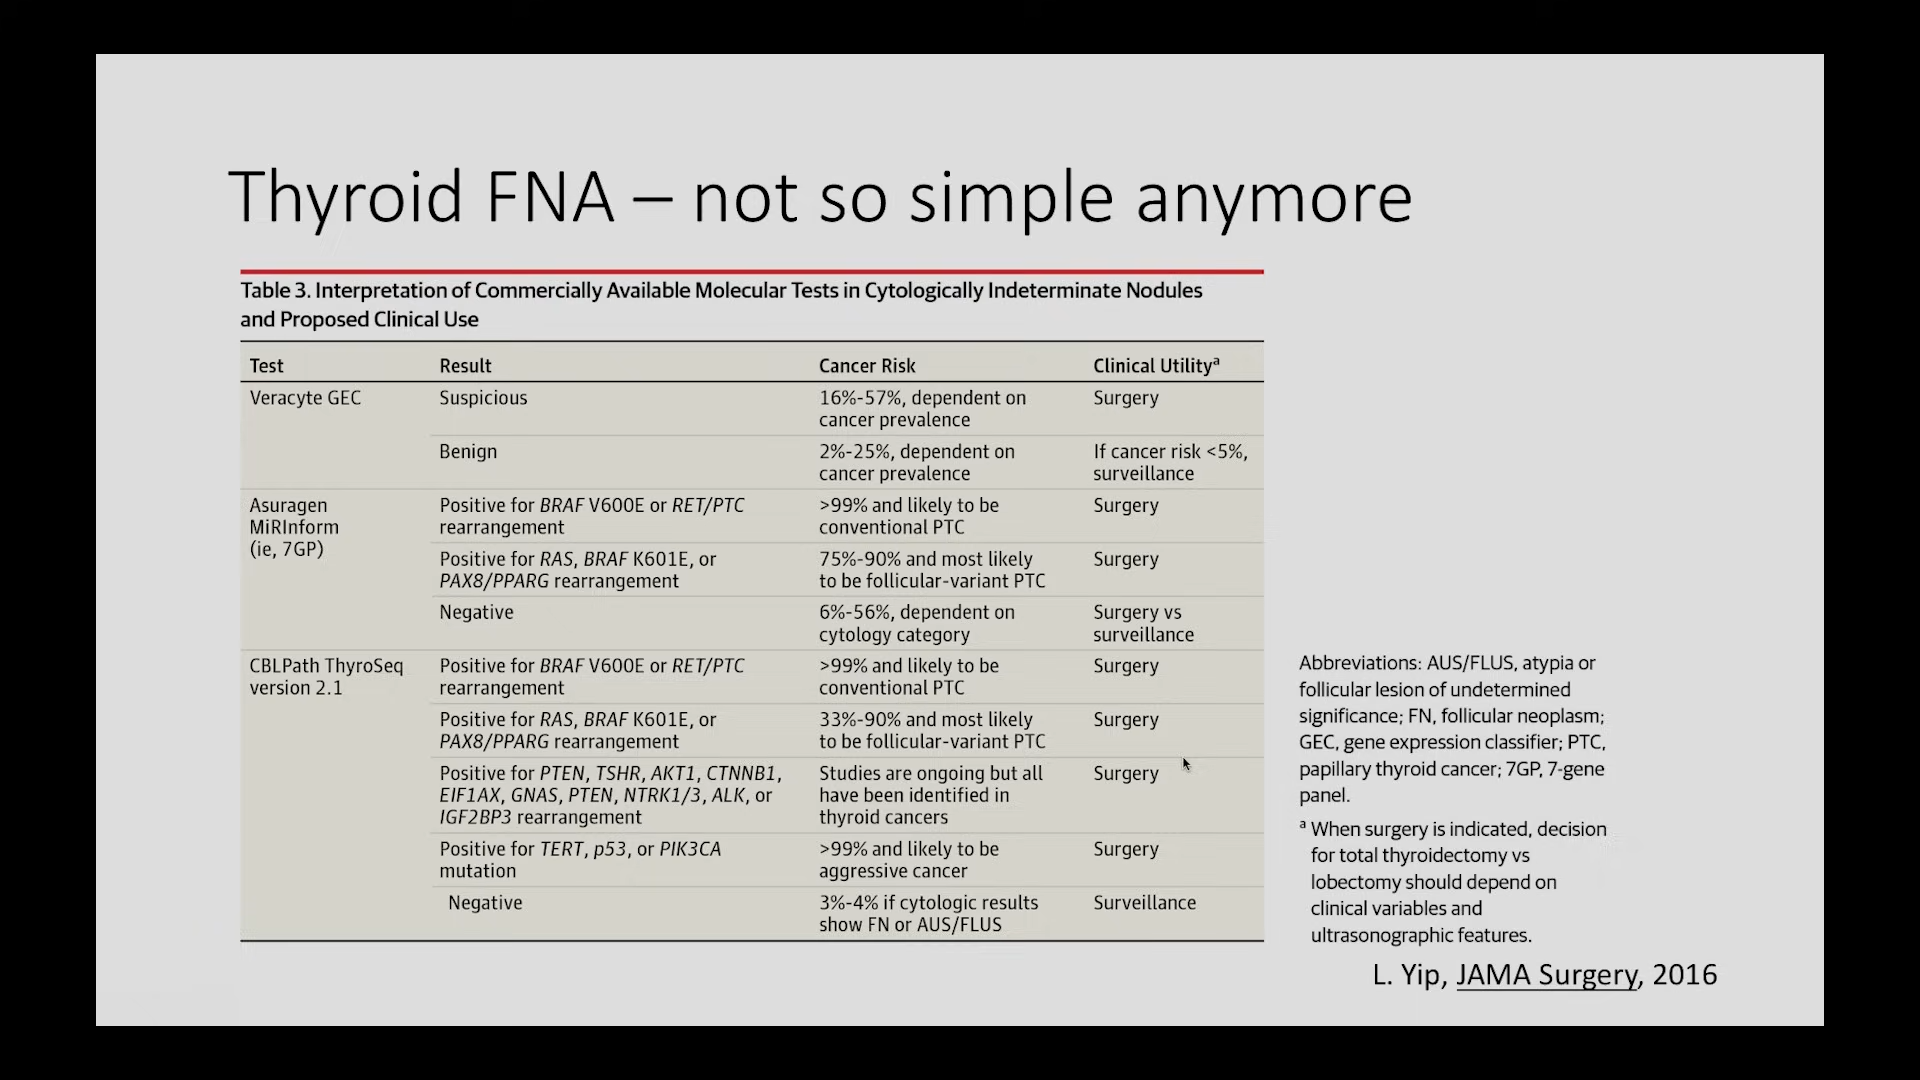 Thyroid FNA – not so simple anymore
Table 3. Interpretation of Commercially Available Molecular Tests in Cytologically Indeterminate Nodules
and Proposed Clinical Use
Test Result Cancer Risk Clinical Utilityᵃ
Veracyte GEC Suspicious 16%-57%, dependent on Surgery
cancer prevalence
Benign 2%-25%, dependent on If cancer risk <5%,
cancer prevalence surveillance
Asuragen Positive for BRAF V600E or RET/PTC >99% and likely to be Surgery
MiRInform rearrangement conventional PTC
(ie, 7GP) Positive for RAS, BRAF K601E, or 75%-90% and most likely Surgery
PAX8/PPARG rearrangement to be follicular-variant PTC
Negative 6%-56%, dependent on Surgery vs
cytology category surveillance
CBLPath ThyroSeq Positive for BRAF V600E or RET/PTC >99% and likely to be Surgery
version 2.1 rearrangement conventional PTC
Positive for RAS, BRAF K601E, or 33%-90% and most likely Surgery
PAX8/PPARG rearrangement to be follicular-variant PTC
Positive for PTEN, TSHR, AKT1, CTNNB1, Studies are ongoing but all Surgery
EIF1AX, GNAS, PTEN, NTRK1/3, ALK, or have been identified in
IGF2BP3 rearrangement thyroid cancers
Positive for TERT, p53, or PIK3CA >99% and likely to be Surgery
mutation aggressive cancer
Negative 3%-4% if cytologic results Surveillance
show FN or AUS/FLUS
Abbreviations: AUS/FLUS, atypia or
follicular lesion of undetermined
significance; FN, follicular neoplasm;
GEC, gene expression classifier; PTC,
papillary thyroid cancer; 7GP, 7-gene
panel.
ᵃ When surgery is indicated, decision
for total thyroidectomy vs
lobectomy should depend on
clinical variables and
ultrasonographic features.
L. Yip, JAMA Surgery, 2016